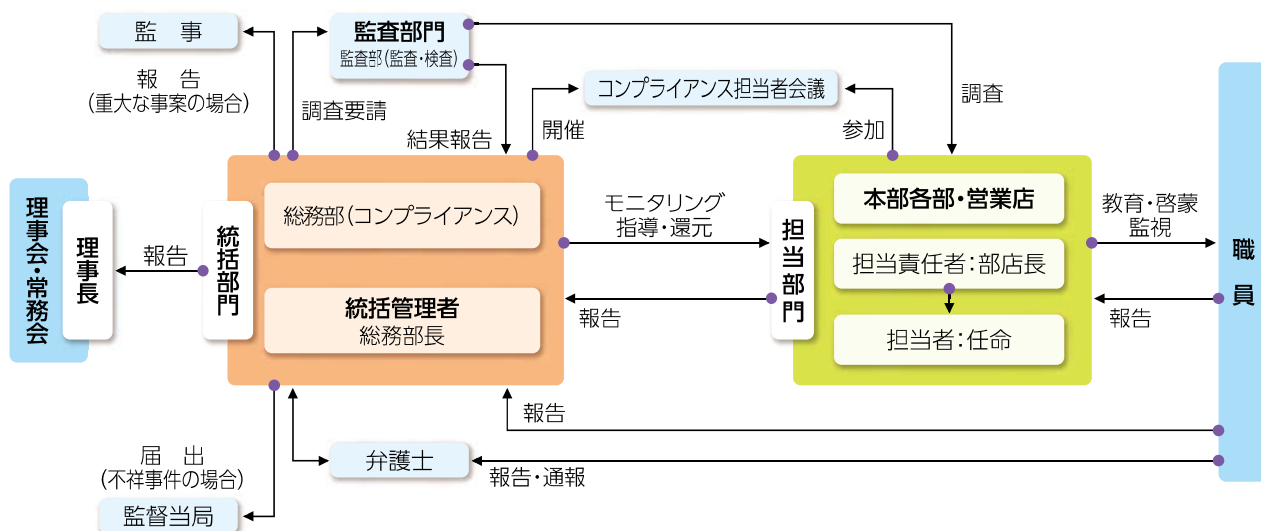 監事
報告
(重大な事案の場合)
監査部門
監査部(監査・検査)
調査要請
結果報告
開催
コンプライアンス担当者会議
参加
調査
理事会・常務会
理事長
報告
統括部門
総務部(コンプライアンス)
統括管理者
総務部長
モニタリング
指導・還元
報告
担当部門
本部各部・営業店
担当責任者:部店長
担当者:任命
教育・啓蒙
監視
報告
職員
報告
届出
(不祥事件の場合)
弁護士
報告・通報
監督当局